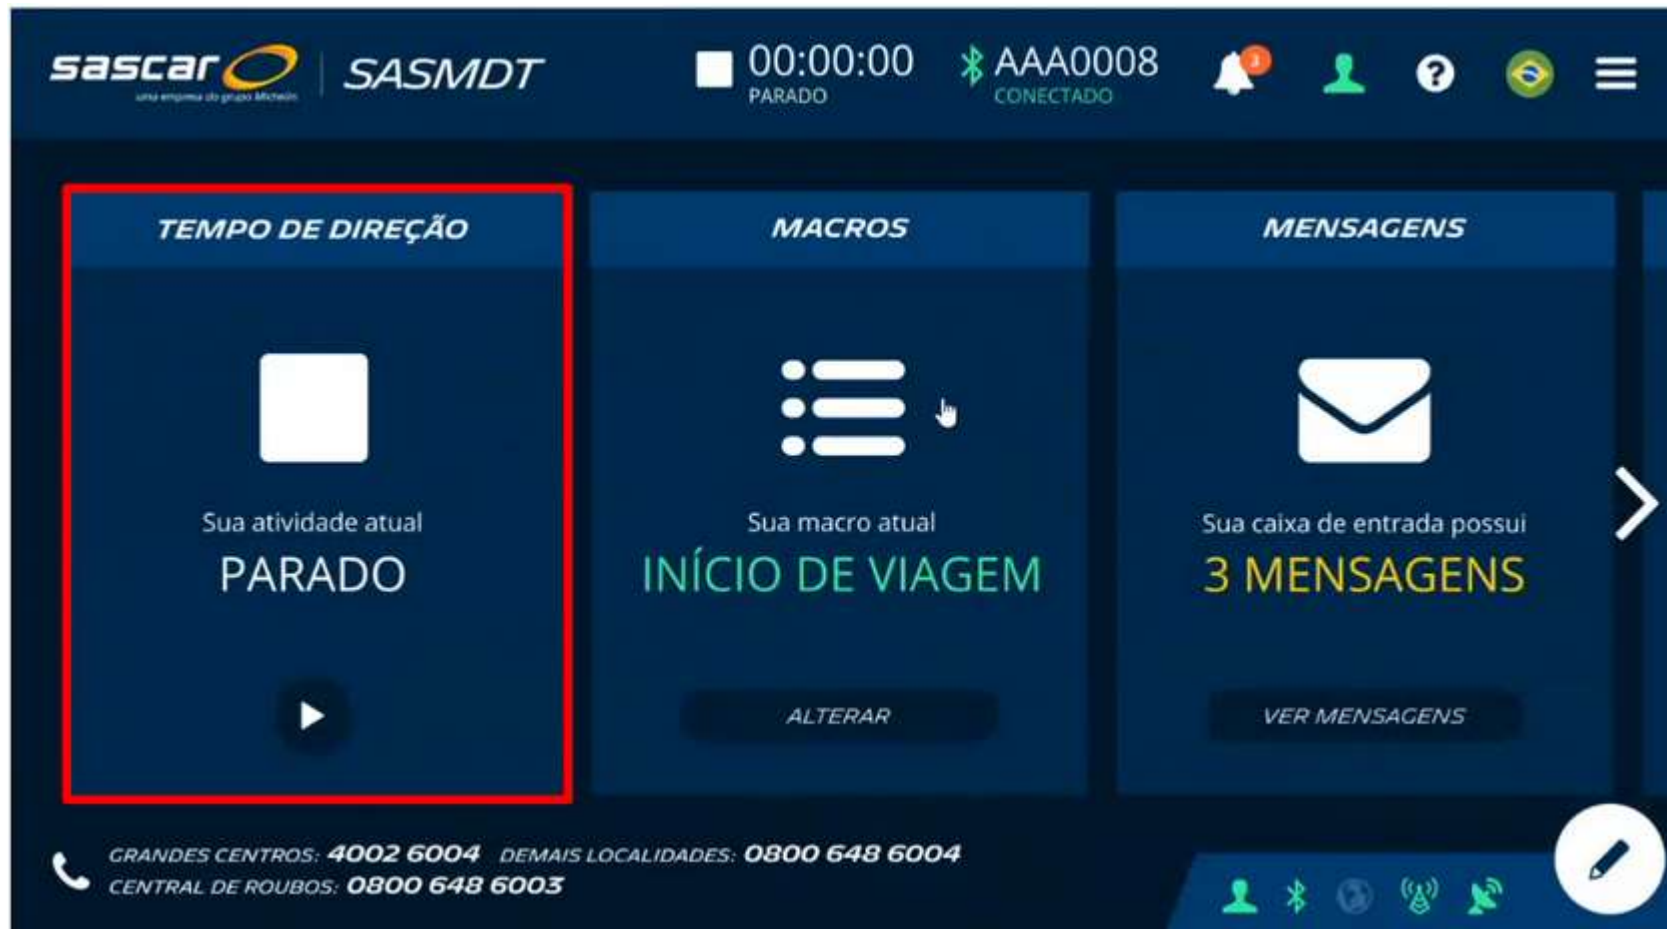 sascar
uma empresa do grupo Michelin
SASMDT
00:00:00
PARADO
AAA0008
CONECTADO
3
?
TEMPO DE DIREÇÃO
Sua atividade atual
PARADO
MACROS
Sua macro atual
INÍCIO DE VIAGEM
ALTERAR
MENSAGENS
Sua caixa de entrada possui
3 MENSAGENS
VER MENSAGENS
GRANDES CENTROS: 4002 6004 DEMAIS LOCALIDADES: 0800 648 6004
CENTRAL DE ROUBOS: 0800 648 6003